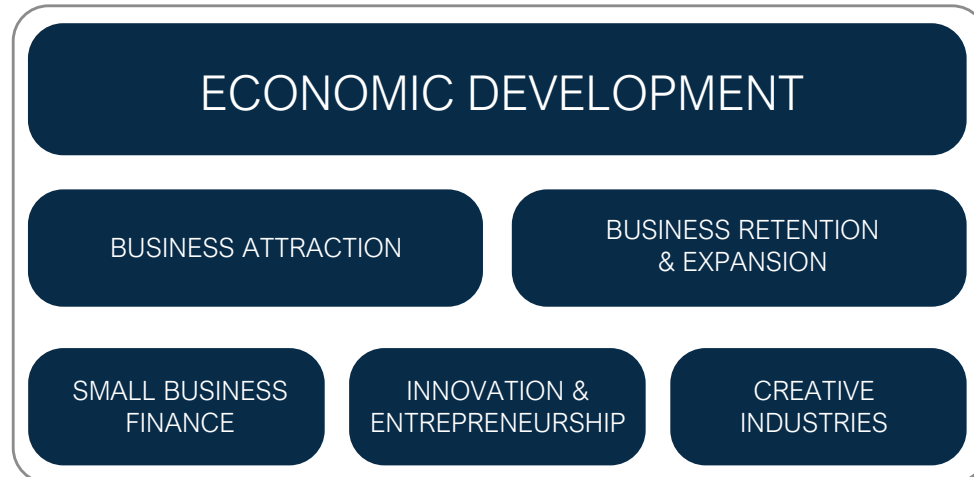 ECONOMIC DEVELOPMENT
BUSINESS ATTRACTION
BUSINESS RETENTION
& EXPANSION
SMALL BUSINESS
FINANCE
INNOVATION &
ENTREPRENEURSHIP
CREATIVE
INDUSTRIES